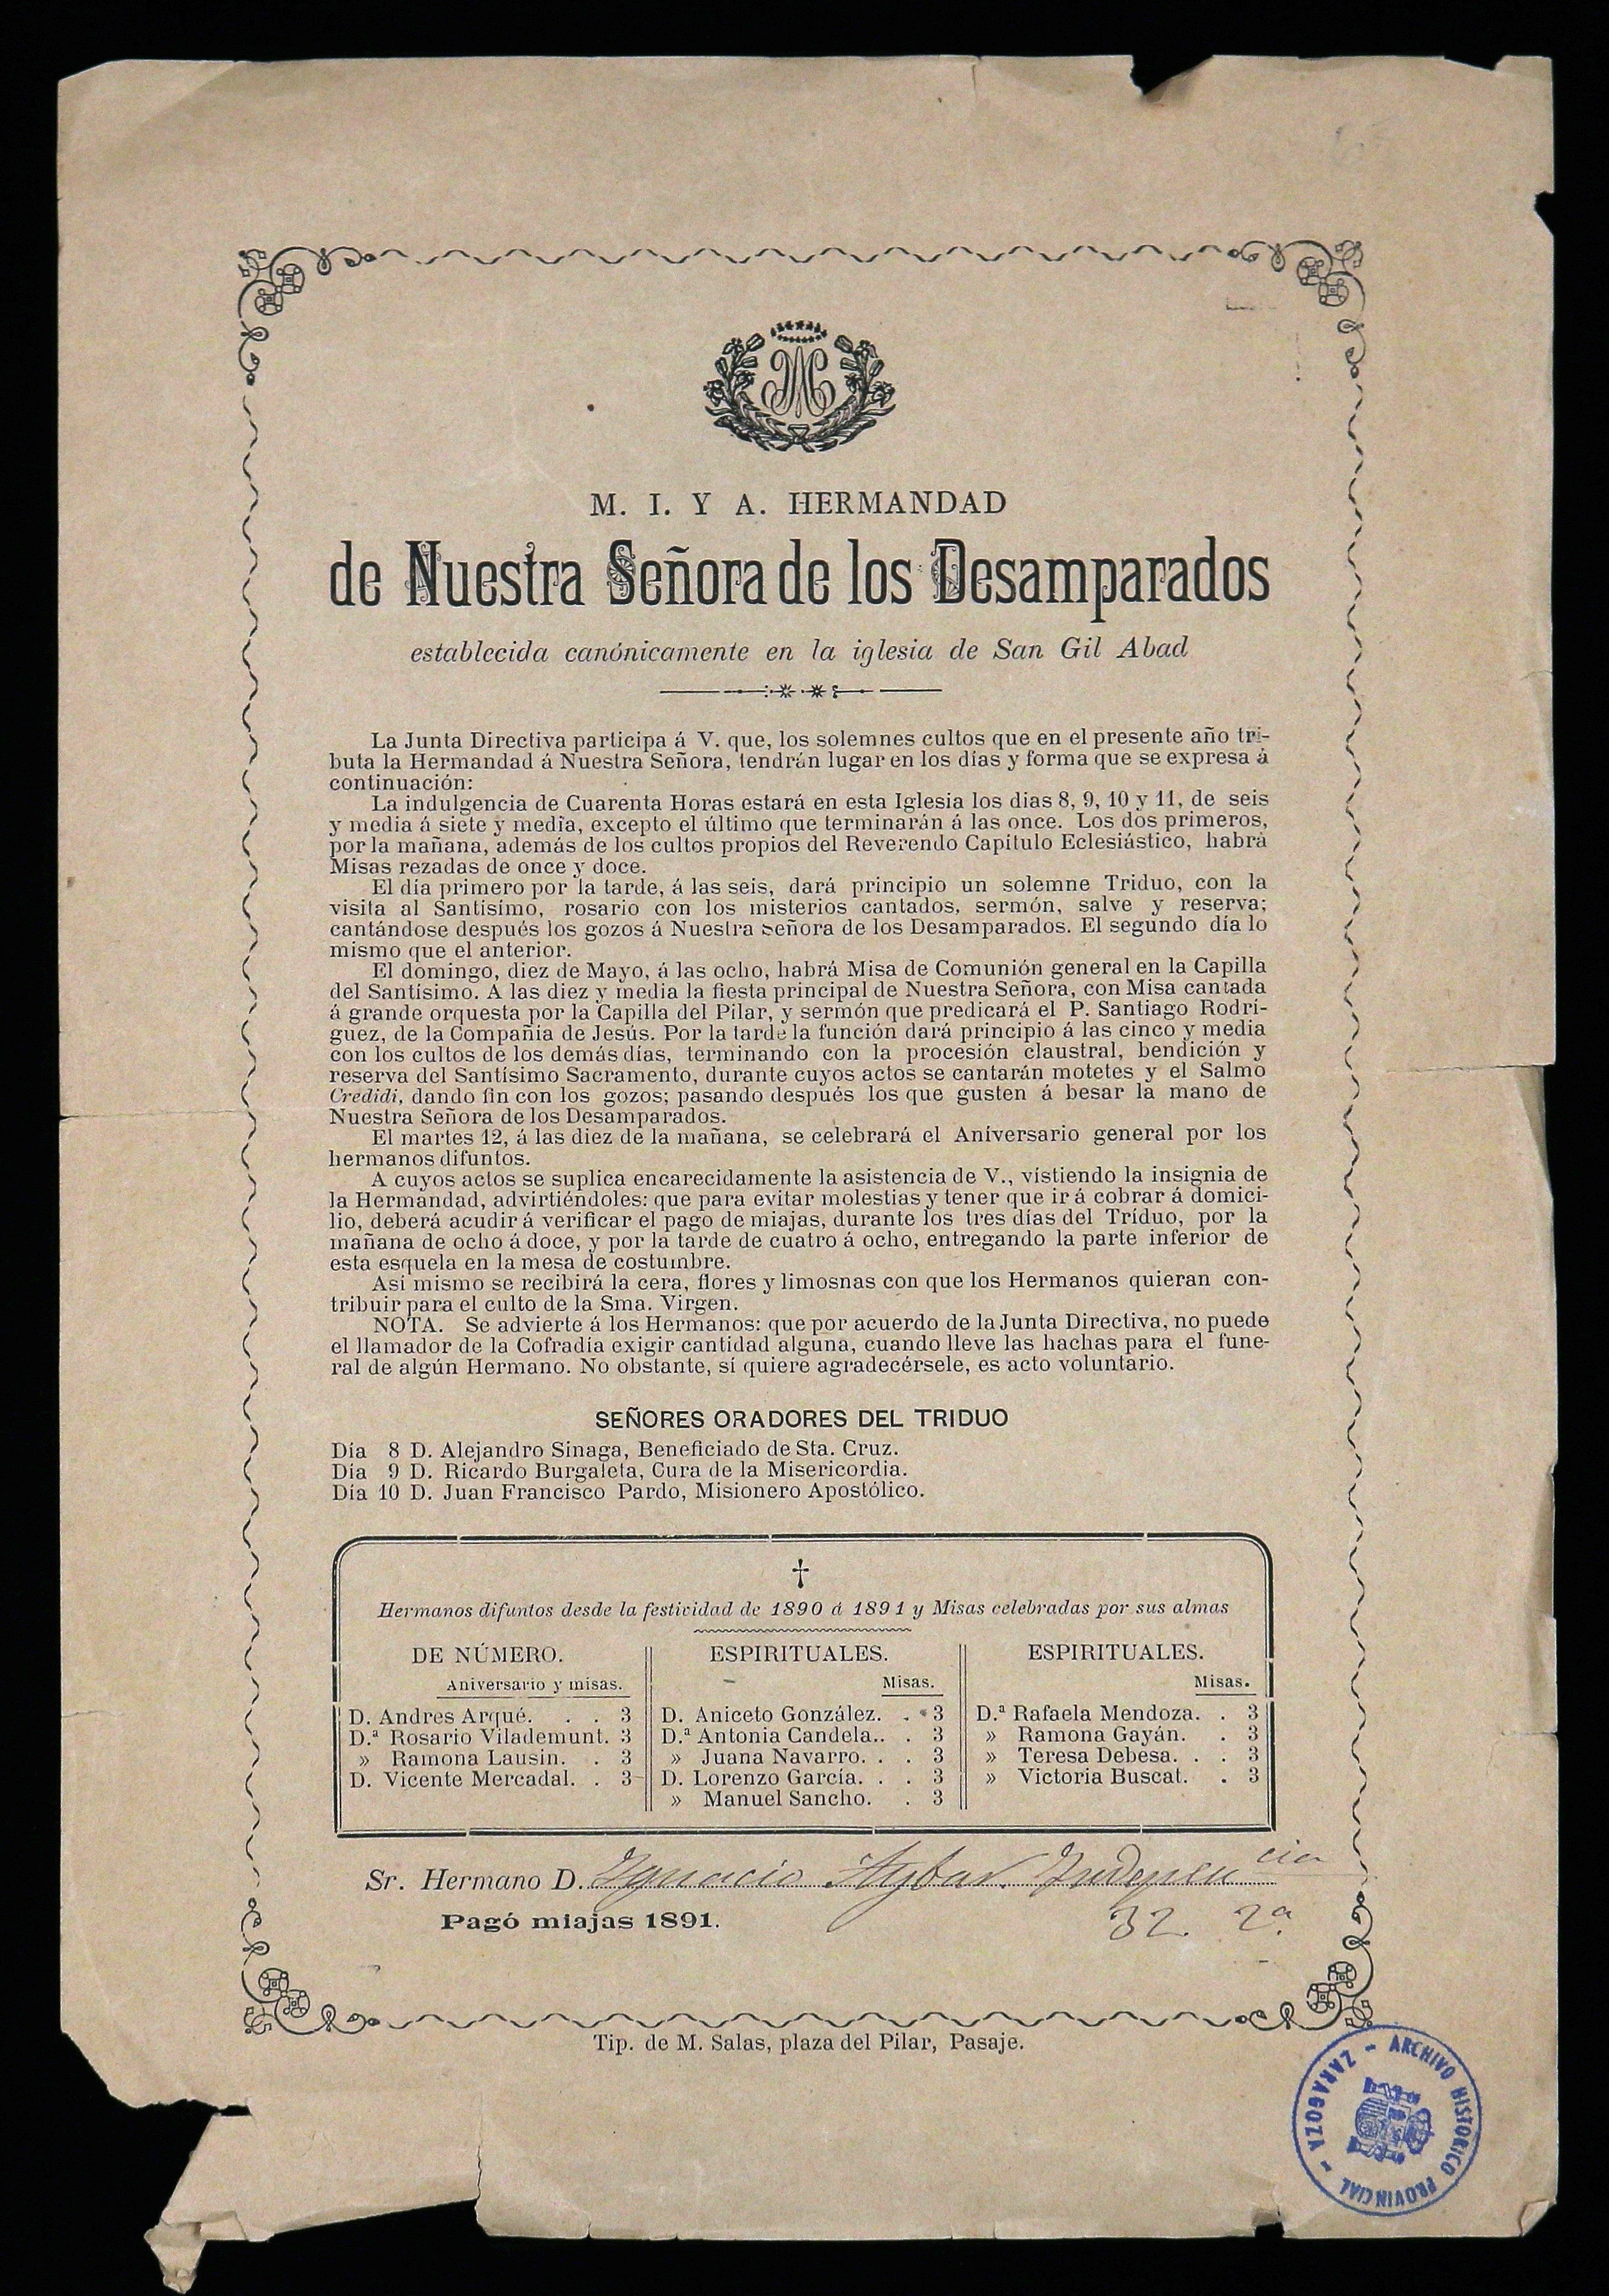 M. I. Y A. HERMANDAD
de Nuestra Señora de los Desamparados
establecida canónicamente en la iglesia de San Gil Abad
La Junta Directiva participa á V. que, los solemnes cultos que en el presente año tri-
buta la Hermandad á Nuestra Señora, tendrán lugar en los días y forma que se expresa á
continuación:
La indulgencia de Cuarenta Horas estará en esta Iglesia los dias 8, 9, 10 y 11, de seis
y media á siete y media, excepto el último que terminarán á las once. Los dos primeros,
por la mañana, además de los cultos propios del Reverendo Capítulo Eclesiástico, habrá
Misas rezadas de once y doce.
El día primero por la tarde, á las seis, dará principio un solemne Triduo, con la
visita al Santísimo, rosario con los misterios cantados, sermón, salve y reserva;
cantándose después los gozos á Nuestra Señora de los Desamparados. El segundo día lo
mismo que el anterior.
El domingo, diez de Mayo, á las ocho, habrá Misa de Comunión general en la Capilla
del Santísimo. A las diez y media la fiesta principal de Nuestra Señora, con Misa cantada
á grande orquesta por la Capilla del Pilar, y sermón que predicará el P. Santiago Rodrí-
guez, de la Compañía de Jesús. Por la tarde la función dará principio á las cinco y media
con los cultos de los demás días, terminando con la procesión claustral, bendición y
reserva del Santísimo Sacramento, durante cuyos actos se cantarán motetes y el Salmo
Credidi, dando fin con los gozos; pasando después los que gusten á besar la mano de
Nuestra Señora de los Desamparados.
El martes 12, á las diez de la mañana, se celebrará el Aniversario general por los
hermanos difuntos.
A cuyos actos se suplica encarecidamente la asistencia de V., vistiendo la insignia de
la Hermandad, advirtiéndoles: que para evitar molestias y tener que ir á cobrar á domici-
lio, deberá acudir á verificar el pago de miajas, durante los tres días del Tríduo, por la
mañana de ocho á doce, y por la tarde de cuatro á ocho, entregando la parte inferior de
esta esquela en la mesa de costumbre.
Asi mismo se recibirá la cera, flores y limosnas con que los Hermanos quieran con-
tribuir para el culto de la Sma. Virgen.
NOTA. Se advierte á los Hermanos: que por acuerdo de la Junta Directiva, no puede
el llamador de la Cofradía exigir cantidad alguna, cuando lleve las hachas para el fune-
ral de algún Hermano. No obstante, si quiere agradecérsele, es acto voluntario.
SEÑORES ORADORES DEL TRIDUO
Día 8 D. Alejandro Sinaga, Beneficiado de Sta. Cruz.
Día 9 D. Ricardo Burgaleta, Cura de la Misericordia.
Día 10 D. Juan Francisco Pardo, Misionero Apostólico.
Hermanos difuntos desde la festividad de 1890 á 1891 y Misas celebradas por sus almas
DE NÚMERO.
Aniversario y misas.
D. Andres Arqué. . . 3
D.ª Rosario Vilademunt. 3
» Ramona Lausin. . 3
D. Vicente Mercadal. . 3
ESPIRITUALES.
Misas.
D. Aniceto González. . 3
D.ª Antonia Candela.. . 3
» Juana Navarro. . . 3
D. Lorenzo García. . . 3
» Manuel Sancho. . 3
ESPIRITUALES.
Misas.
D.ª Rafaela Mendoza. . 3
» Ramona Gayán. . 3
» Teresa Debesa. . . 3
» Victoria Buscat. . 3
Sr. Hermano D. Ygnacio Aybar. Indepen cia
Pagó miajas 1891. 32. 2ª
Tip. de M. Salas, plaza del Pilar, Pasaje.
ARCHIVO HISTORICO PROVINCIAL - ZARAGOZA -